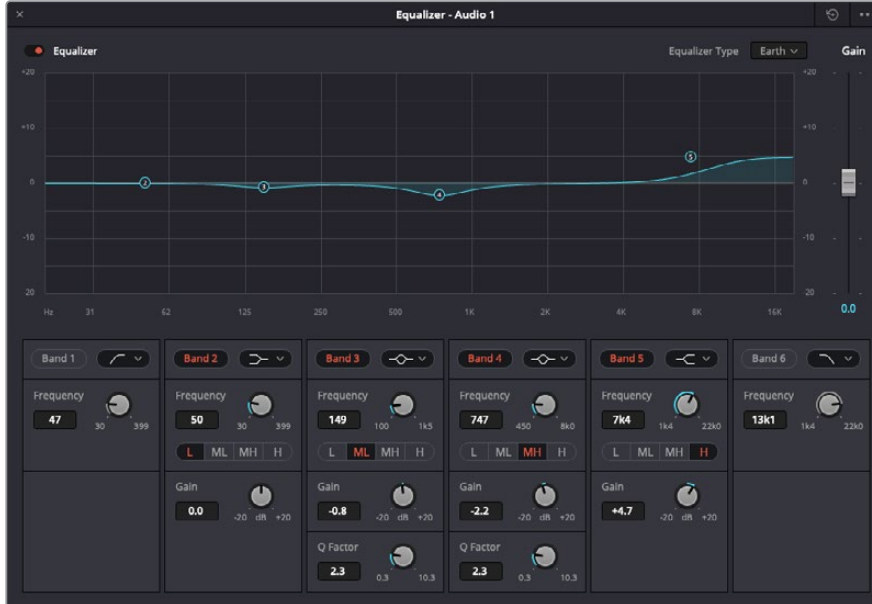 × Equalizer - Audio 1
Equalizer Equalizer Type Earth Gain
+20 +20
+10 +10
0 0
-10 -10
20 20
Hz 31 62 125 250 500 1K 2K 4K 8K 16K 0.0
2 3 4 5
Band 1 Band 2 Band 3 Band 4 Band 5 Band 6
Frequency Frequency Frequency Frequency Frequency Frequency
47 30 399 50 30 399 149 100 1k5 747 450 8k0 7k4 1k4 22k0 13k1 1k4 22k0
L ML MH H L ML MH H L ML MH H L ML MH H
Gain Gain Gain Gain
0.0 -20 dB +20 -0.8 -20 dB +20 -2.2 -20 dB +20 +4.7 -20 dB +20
Q Factor Q Factor
2.3 0.3 10.3 2.3 0.3 10.3